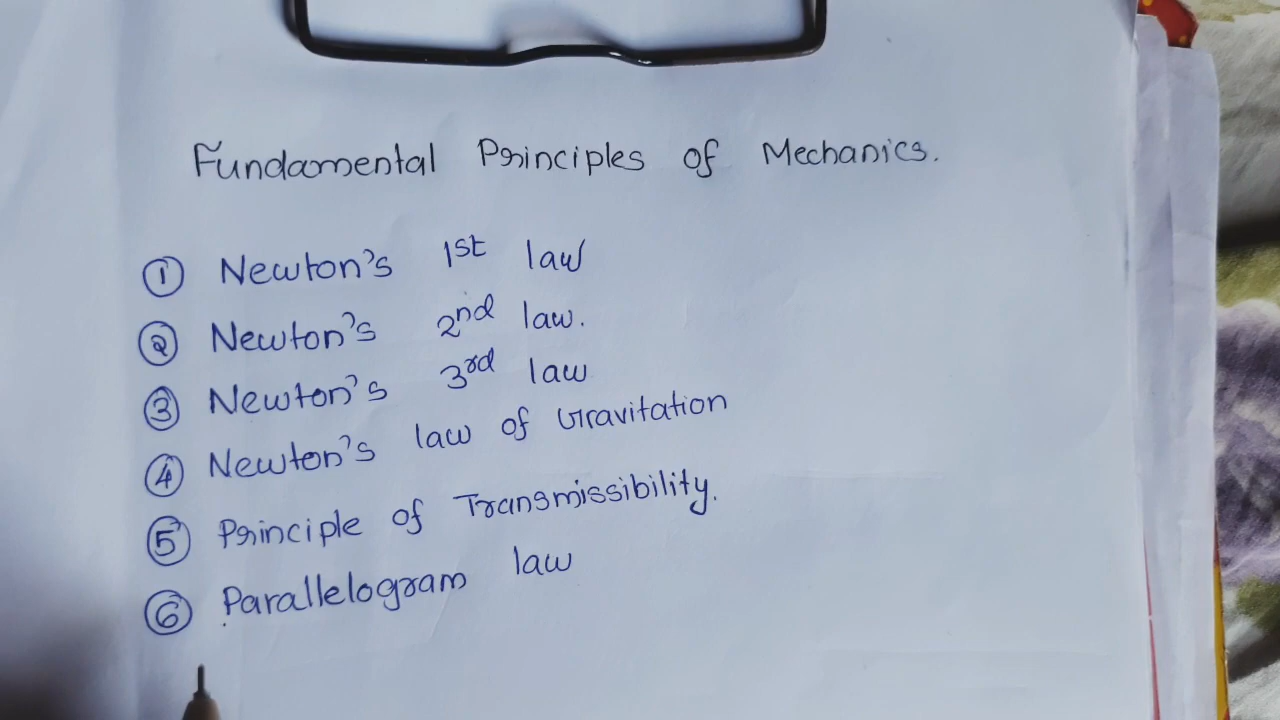 Fundamental Principles of Mechanics.
① Newton's 1st law
② Newton's 2nd law.
③ Newton's 3rd law
④ Newton's law of Gravitation
⑤ Principle of Transmissibility.
⑥ Parallelogram law